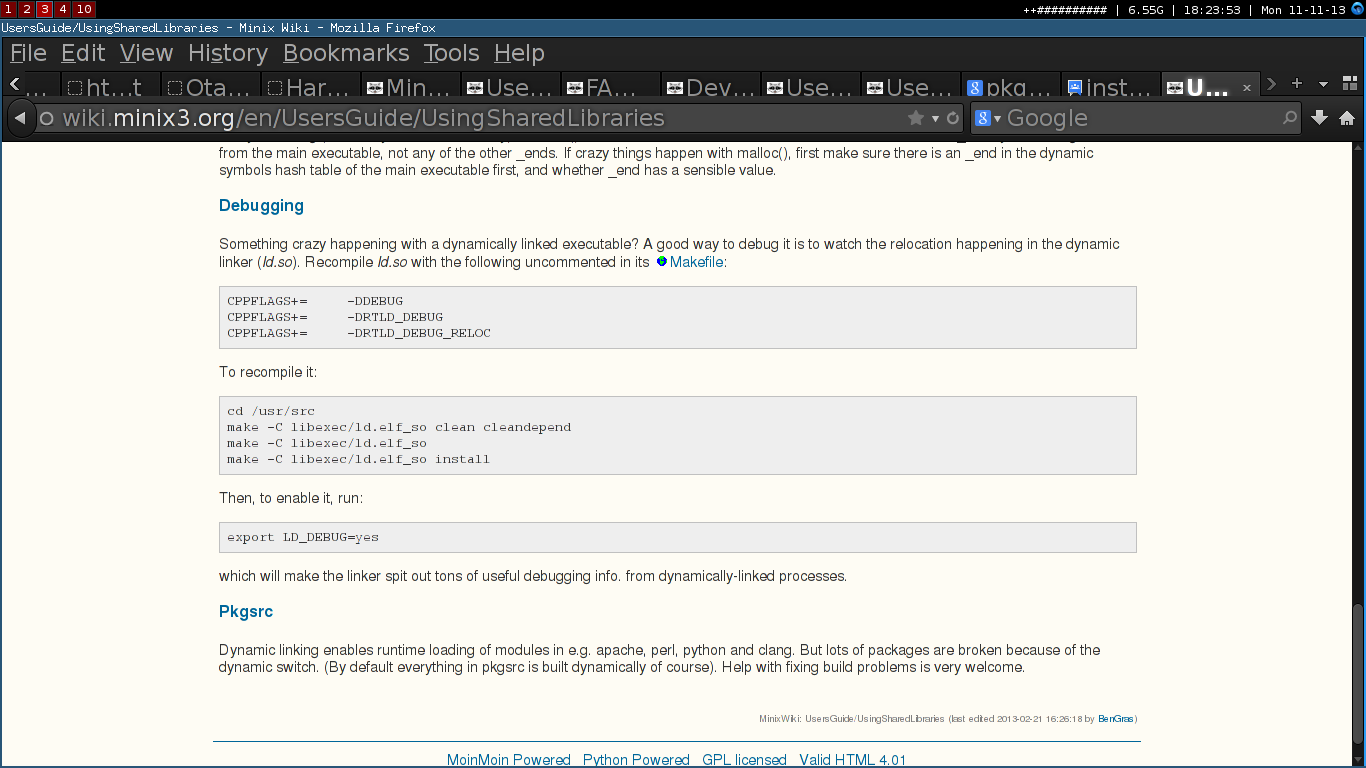 1 2 3 4 10 ++########## | 6.55G | 18:23:53 | Mon 11-11-13
UsersGuide/UsingSharedLibraries - Minix Wiki - Mozilla Firefox
File Edit View History Bookmarks Tools Help
... ht...t Ota... Har... Min... Use... FA... Dev... Use... Use... pkg... inst... U... ×
wiki.minix3.org/en/UsersGuide/UsingSharedLibraries Google
from the main executable, not any of the other _ends. If crazy things happen with malloc(), first make sure there is an _end in the dynamic
symbols hash table of the main executable first, and whether _end has a sensible value.
Debugging
Something crazy happening with a dynamically linked executable? A good way to debug it is to watch the relocation happening in the dynamic
linker (ld.so). Recompile ld.so with the following uncommented in its Makefile:
CPPFLAGS+= -DDEBUG
CPPFLAGS+= -DRTLD_DEBUG
CPPFLAGS+= -DRTLD_DEBUG_RELOC
To recompile it:
cd /usr/src
make -C libexec/ld.elf_so clean cleandepend
make -C libexec/ld.elf_so
make -C libexec/ld.elf_so install
Then, to enable it, run:
export LD_DEBUG=yes
which will make the linker spit out tons of useful debugging info. from dynamically-linked processes.
Pkgsrc
Dynamic linking enables runtime loading of modules in e.g. apache, perl, python and clang. But lots of packages are broken because of the
dynamic switch. (By default everything in pkgsrc is built dynamically of course). Help with fixing build problems is very welcome.
MinixWiki: UsersGuide/UsingSharedLibraries (last edited 2013-02-21 16:26:18 by BenGras)
MoinMoin Powered Python Powered GPL licensed Valid HTML 4.01